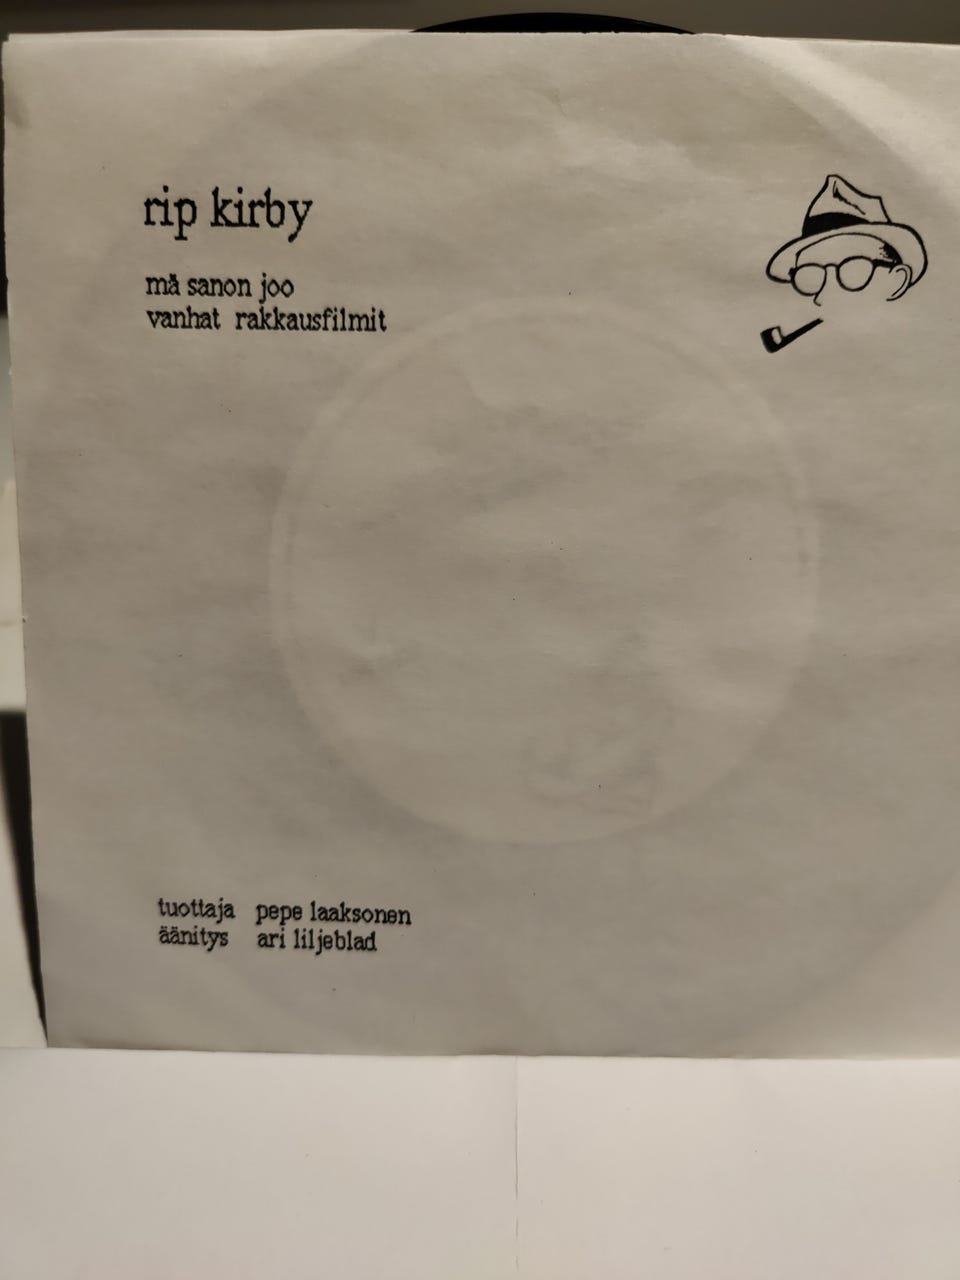 rip kirby
mä sanon joo
vanhat rakkausfilmit
tuottaja pepe laaksonen
äänitys ari liljeblad